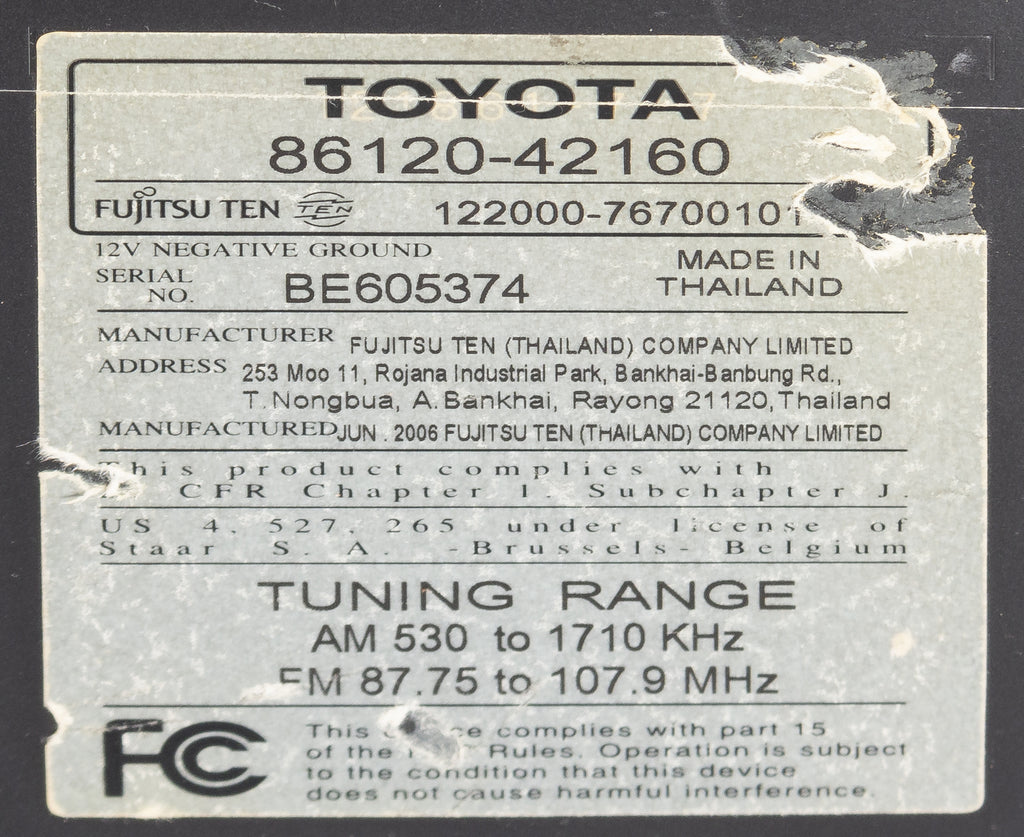 TOYOTA
86120-42160
FUJITSU TEN TEN 122000-76700101
12V NEGATIVE GROUND
SERIAL NO. BE605374
MADE IN THAILAND
MANUFACTURER FUJITSU TEN (THAILAND) COMPANY LIMITED
ADDRESS 253 Moo 11, Rojana Industrial Park, Bankhai-Banbung Rd.,
T.Nongbua, A.Bankhai, Rayong 21120,Thailand
MANUFACTURED JUN . 2006 FUJITSU TEN (THAILAND) COMPANY LIMITED
This product complies with
CFR Chapter I. Subchapter J.
US 4, 527, 265 under license of
Staar S. A. -Brussels- Belgium
TUNING RANGE
AM 530 to 1710 KHz
FM 87.75 to 107.9 MHz
FC This complies with part 15
of the Rules. Operation is subject
to the condition that this device
does not cause harmful interference.